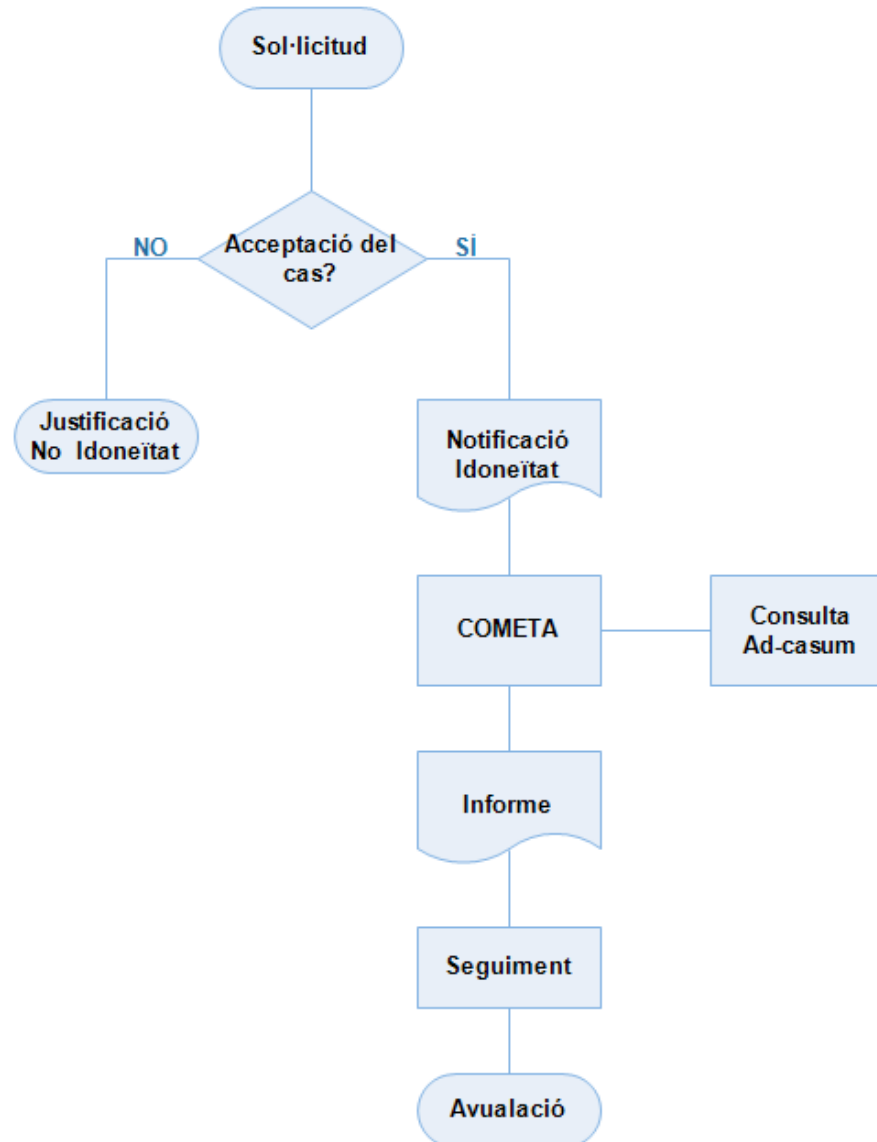 Sol·licitud
Acceptació del
cas?
NO
SÍ
Justificació
No Idoneïtat
Notificació
Idoneïtat
COMETA
Consulta
Ad-casum
Informe
Seguiment
Avualació